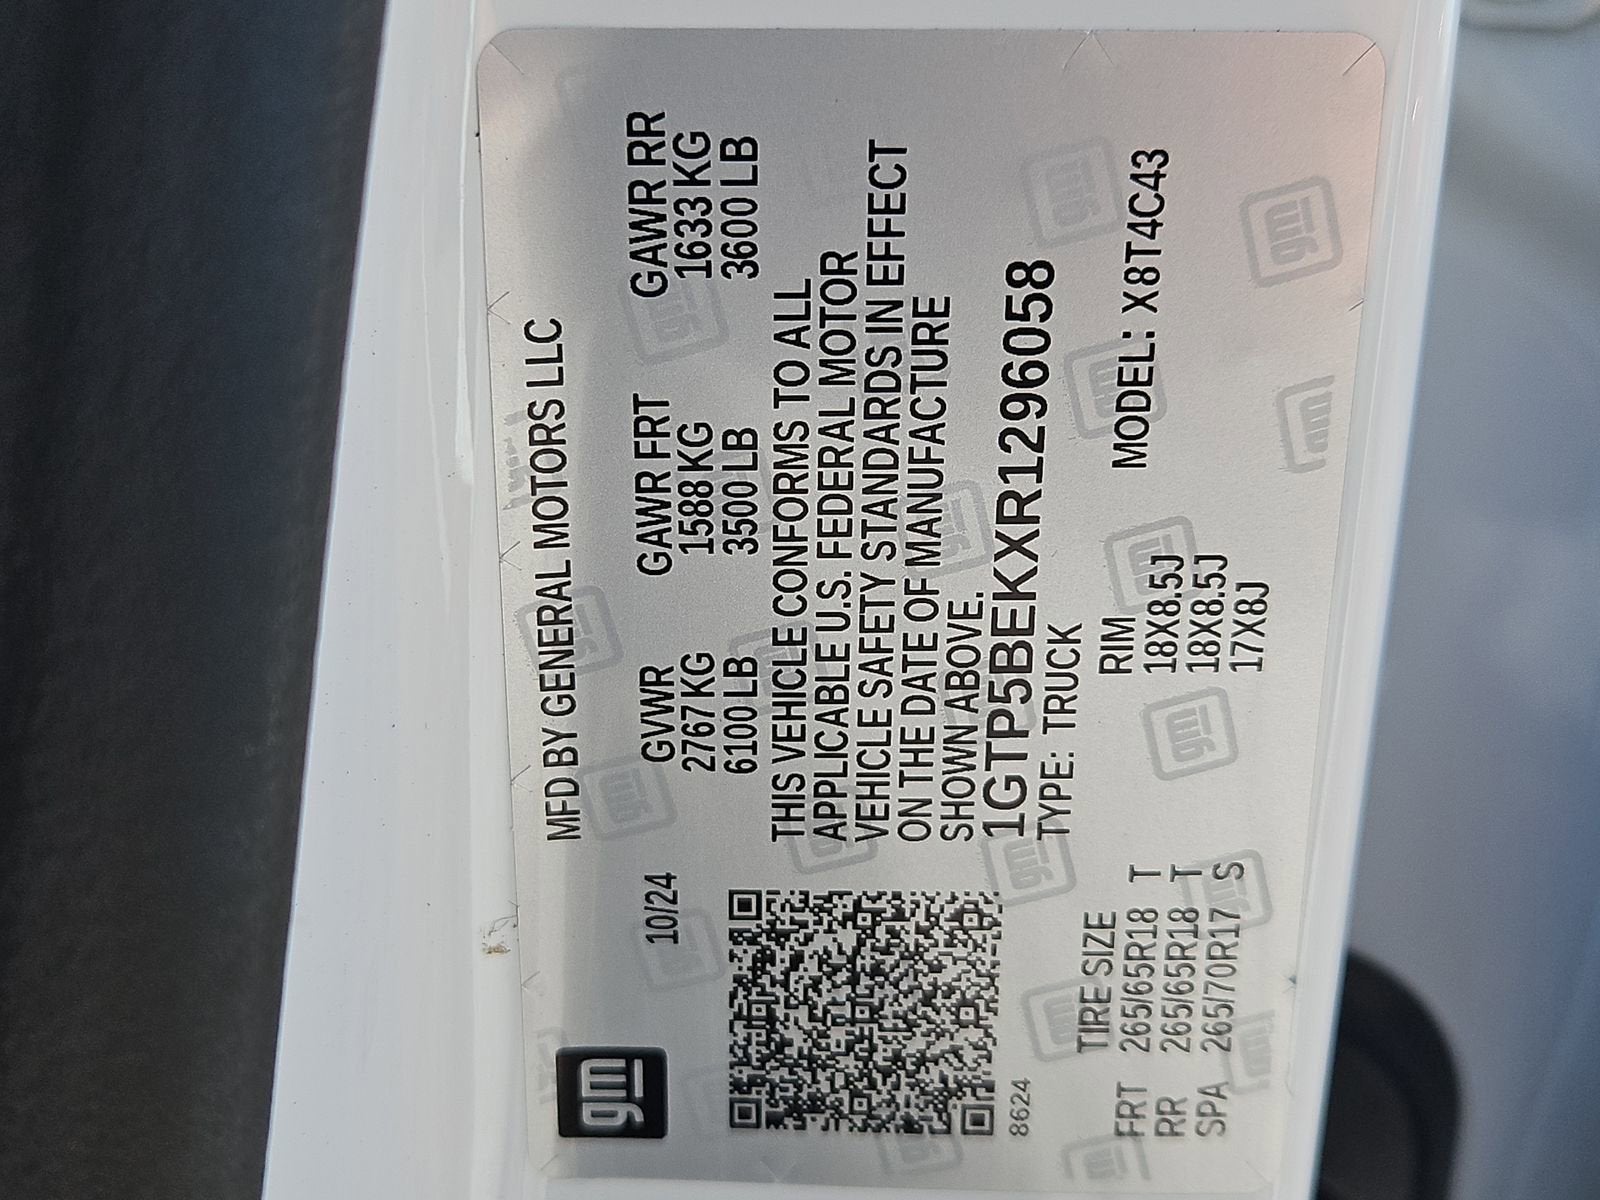 gm
MFD BY GENERAL MOTORS LLC
10/24
GVWR GAWR FRT GAWR RR
2767 KG 1588 KG 1633 KG
6100 LB 3500 LB 3600 LB
THIS VEHICLE CONFORMS TO ALL
APPLICABLE U.S. FEDERAL MOTOR
VEHICLE SAFETY STANDARDS IN EFFECT
ON THE DATE OF MANUFACTURE
SHOWN ABOVE.
1GTP5BEKXR1296058
TYPE: TRUCK
8624
MODEL: X8T4C43
TIRE SIZE RIM
FRT 265/65R18 T 18X8.5J
RR 265/65R18 T 18X8.5J
SPA 265/70R17 S 17X8J